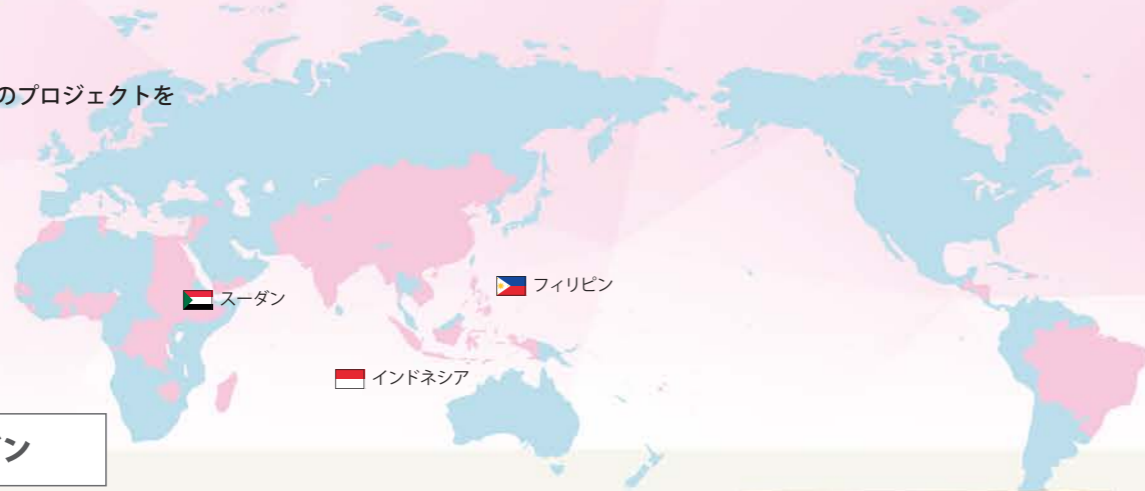 のプロジェクトを
スーダン
フィリピン
インドネシア
ン